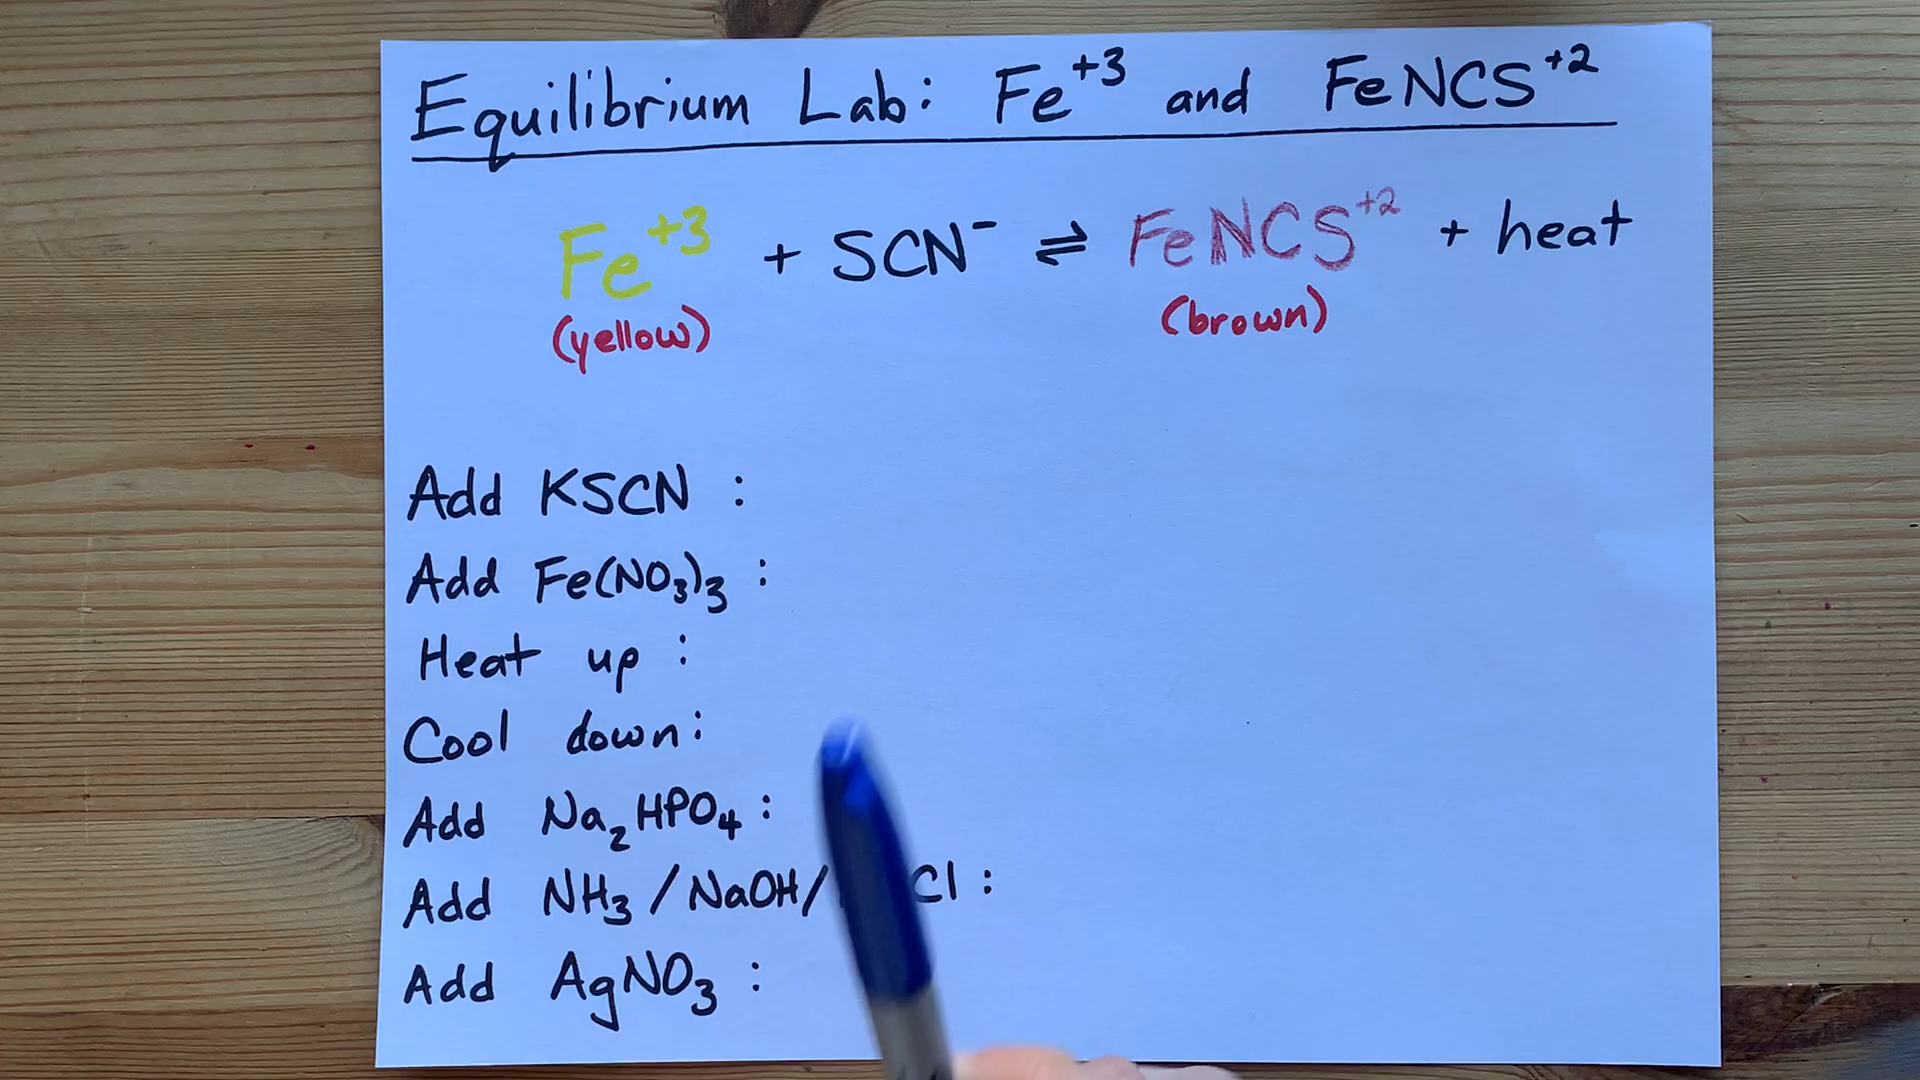 Equilibrium Lab: Fe⁺³ and FeNCS⁺²
Fe⁺³ + SCN⁻ ⇌ FeNCS⁺² + heat
(yellow) (brown)
Add KSCN :
Add Fe(NO₃)₃ :
Heat up :
Cool down:
Add Na₂HPO₄ :
Add NH₃ / NaOH/ Cl :
Add AgNO₃ :